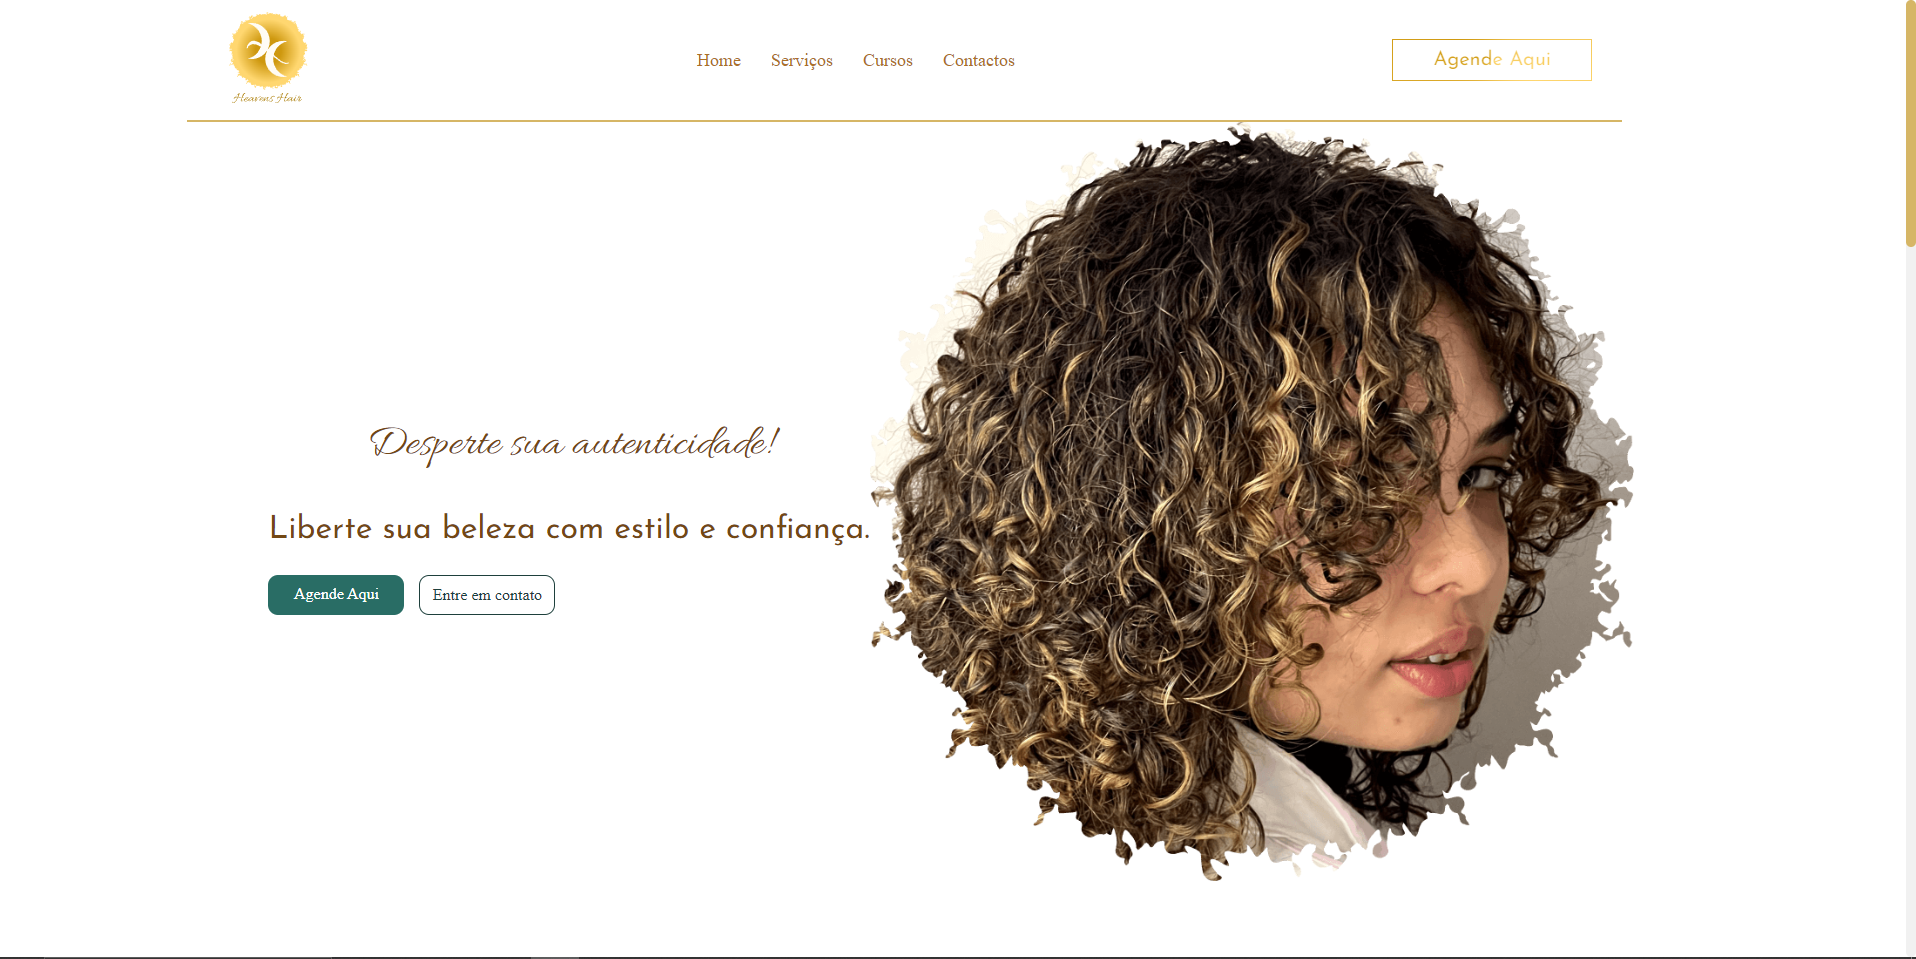 Heavens Hair
Home Serviços Cursos Contactos
Agende Aqui
Desperte sua autenticidade!
Liberte sua beleza com estilo e confiança.
Agende Aqui Entre em contato